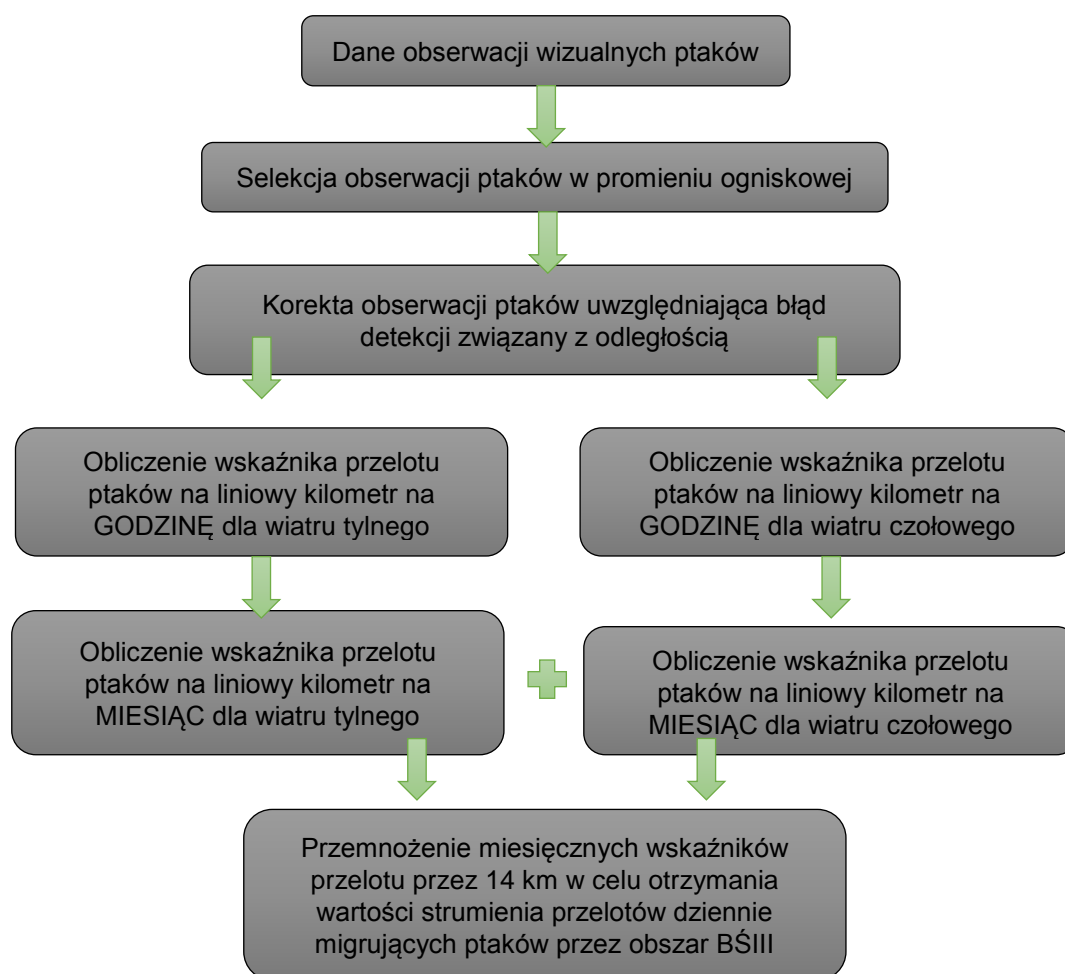 Dane obserwacji wizualnych ptaków
Selekcja obserwacji ptaków w promieniu ogniskowej
Korekta obserwacji ptaków uwzględniająca błąd
detekcji związany z odległością
Obliczenie wskaźnika przelotu
ptaków na liniowy kilometr na
GODZINĘ dla wiatru tylnego
Obliczenie wskaźnika przelotu
ptaków na liniowy kilometr na
GODZINĘ dla wiatru czołowego
Obliczenie wskaźnika przelotu
ptaków na liniowy kilometr na
MIESIĄC dla wiatru tylnego
Obliczenie wskaźnika przelotu
ptaków na liniowy kilometr na
MIESIĄC dla wiatru czołowego
Przemnożenie miesięcznych wskaźników
przelotu przez 14 km w celu otrzymania
wartości strumienia przelotów dziennie
migrujących ptaków przez obszar BŚIII